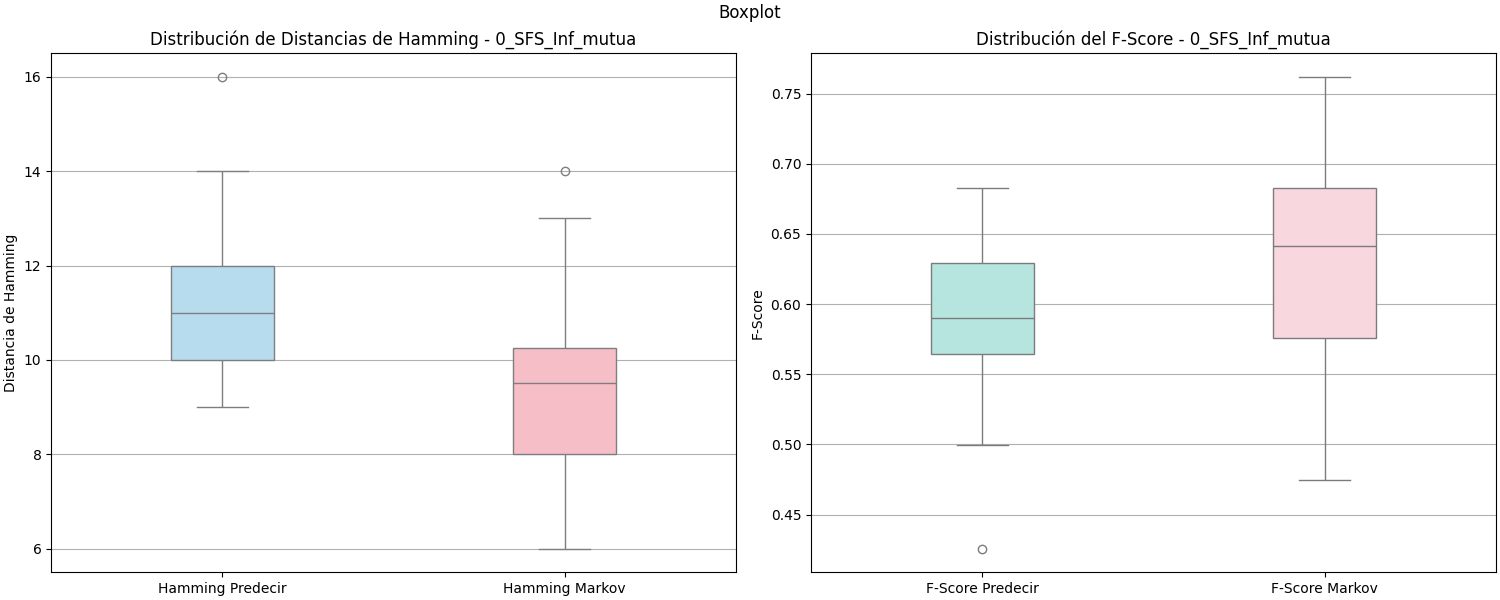 Boxplot
Distribución de Distancias de Hamming - 0_SFS_Inf_mutua
Distancia de Hamming
16
14
12
10
8
6
Hamming Predecir
Hamming Markov
Distribución del F-Score - 0_SFS_Inf_mutua
F-Score
0.75
0.70
0.65
0.60
0.55
0.50
0.45
F-Score Predecir
F-Score Markov